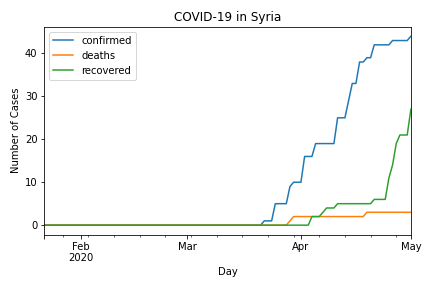 COVID-19 in Syria
confirmed
deaths
recovered
Number of Cases
40
30
20
10
0
Feb
2020
Mar
Apr
May
Day